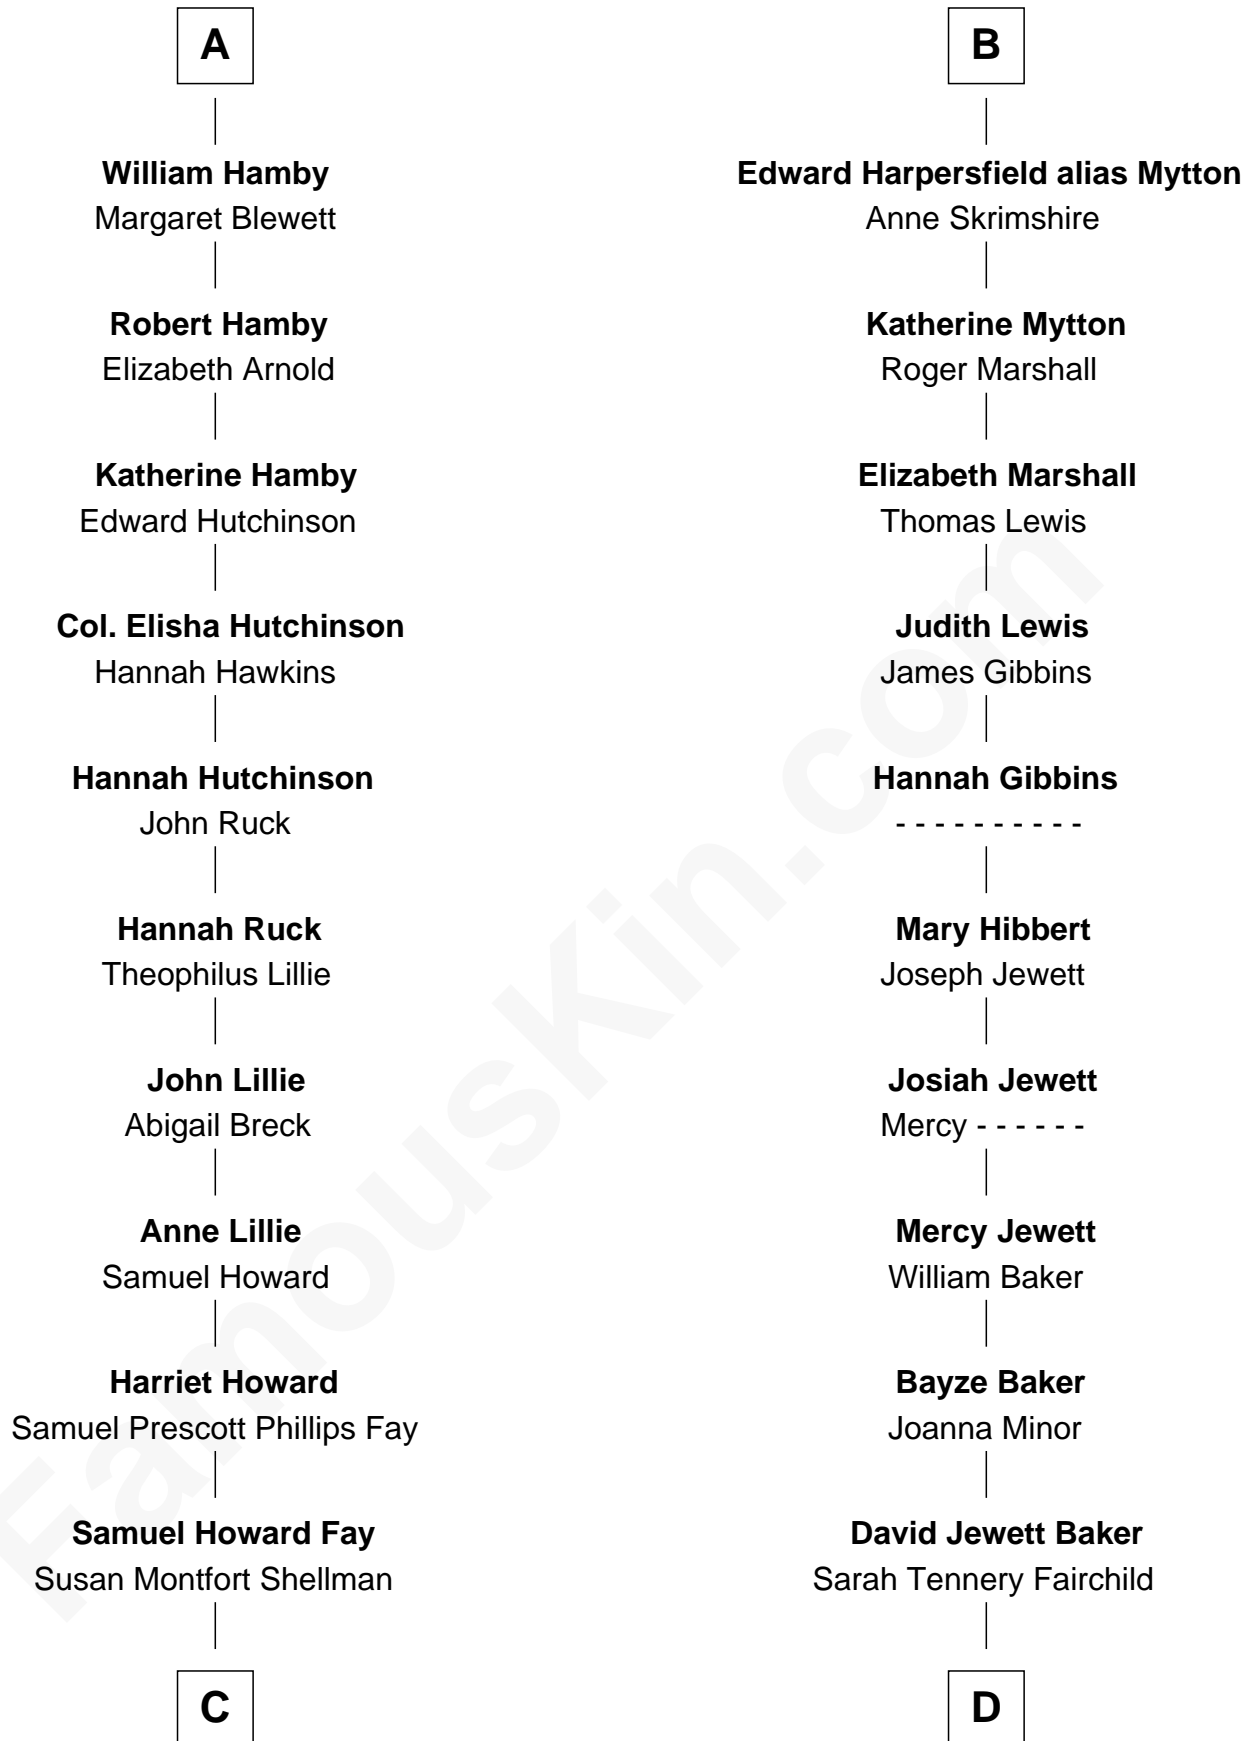 A
William Hamby
Margaret Blewett
Robert Hamby
Elizabeth Arnold
Katherine Hamby
Edward Hutchinson
Col. Elisha Hutchinson
Hannah Hawkins
Hannah Hutchinson
John Ruck
Hannah Ruck
Theophilus Lillie
John Lillie
Abigail Breck
Anne Lillie
Samuel Howard
Harriet Howard
Samuel Prescott Phillips Fay
Samuel Howard Fay
Susan Montfort Shellman
C
B
Edward Harpersfield alias Mytton
Anne Skrimshire
Katherine Mytton
Roger Marshall
Elizabeth Marshall
Thomas Lewis
Judith Lewis
James Gibbins
Hannah Gibbins
- - - - - - - - - -
Mary Hibbert
Joseph Jewett
Josiah Jewett
Mercy - - - - - -
Mercy Jewett
William Baker
Bayze Baker
Joanna Minor
David Jewett Baker
Sarah Tennery Fairchild
D
FamousKin.com